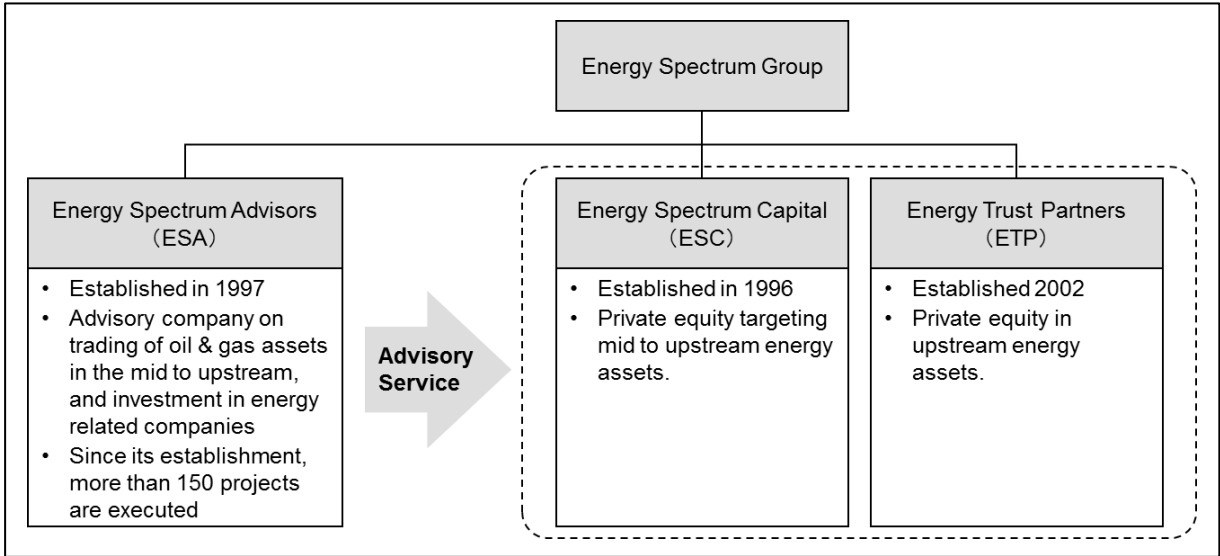 Energy Spectrum Group
Energy Spectrum Advisors
（ESA）
• Established in 1997
• Advisory company on
trading of oil & gas assets
in the mid to upstream,
and investment in energy
related companies
• Since its establishment,
more than 150 projects
are executed
Advisory
Service
Energy Spectrum Capital
（ESC）
• Established in 1996
• Private equity targeting
mid to upstream energy
assets.
Energy Trust Partners
（ETP）
• Established 2002
• Private equity in
upstream energy
assets.